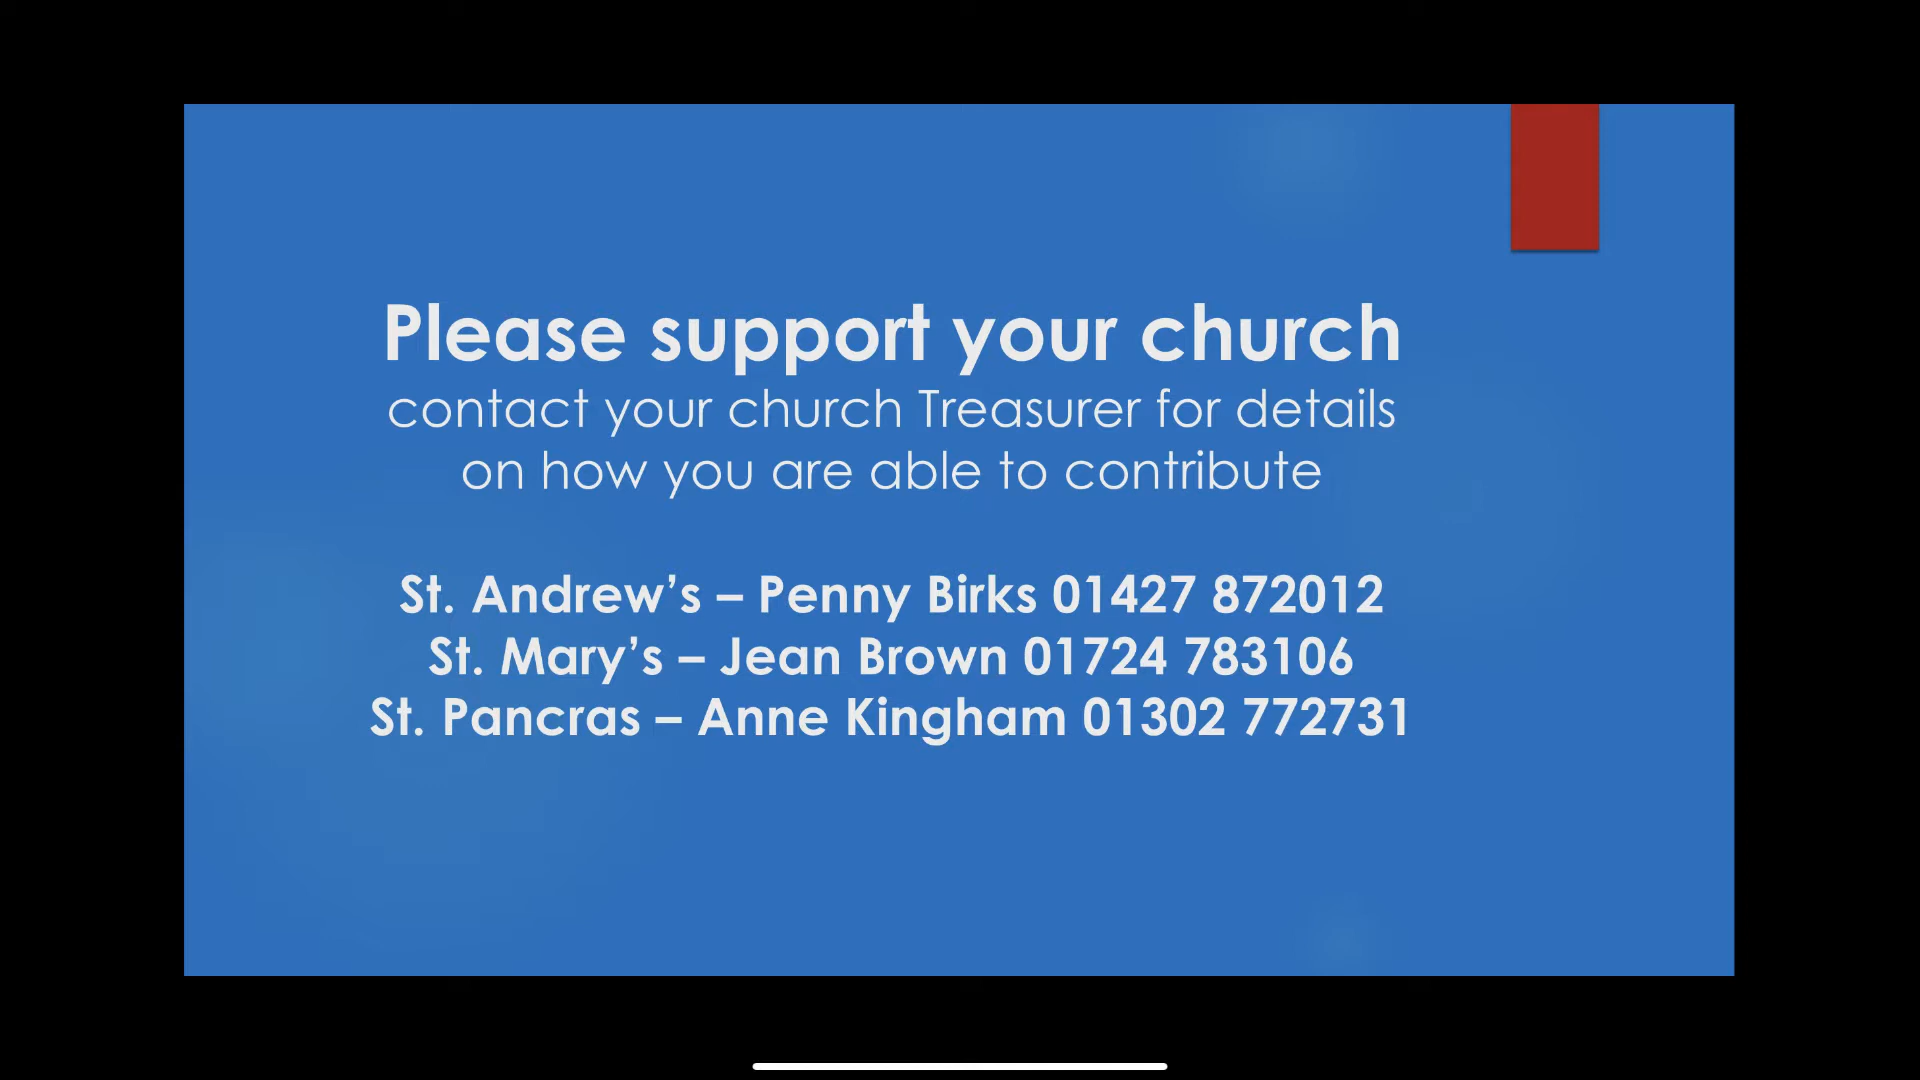 Please support your church
contact your church Treasurer for details
on how you are able to contribute
St. Andrew’s – Penny Birks 01427 872012
St. Mary’s – Jean Brown 01724 783106
St. Pancras – Anne Kingham 01302 772731